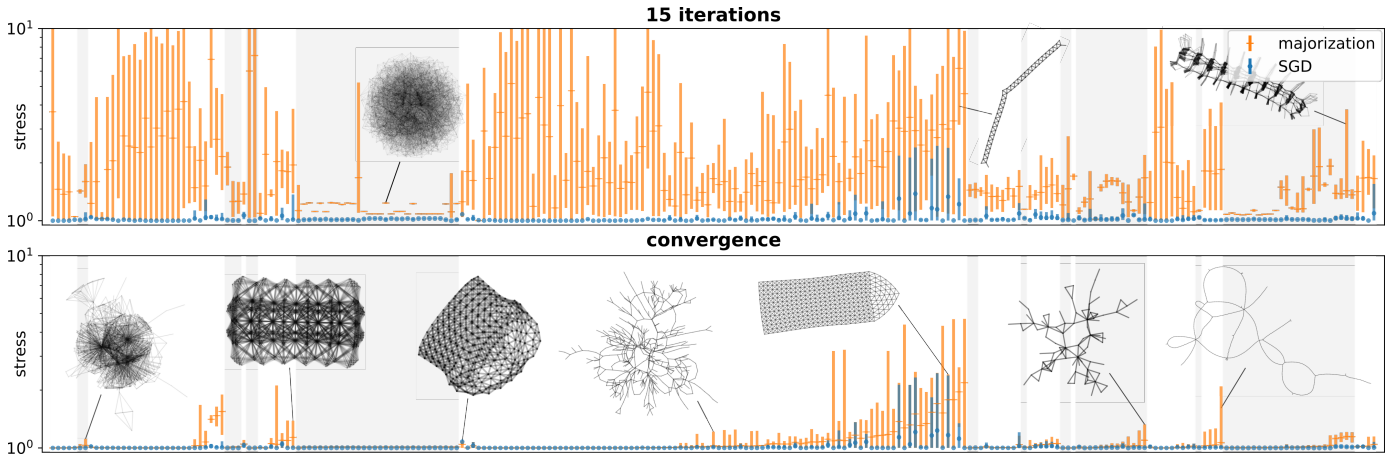 15 iterations
10¹
stress
10⁰
majorization
SGD
convergence
10¹
stress
10⁰